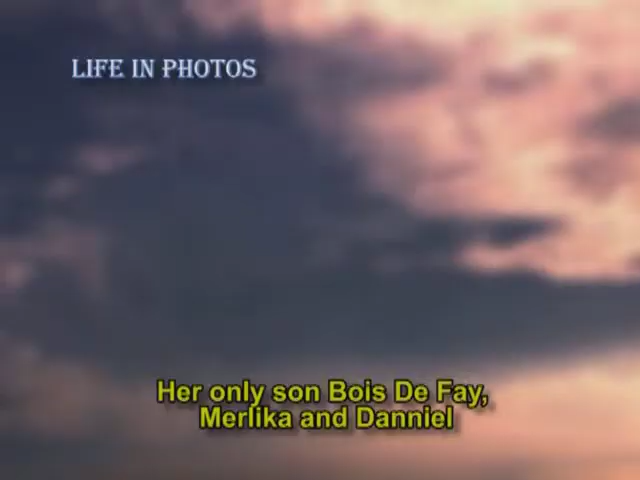 LIFE IN PHOTOS
Her only son Bois De Fay,
Merlika and Danniel